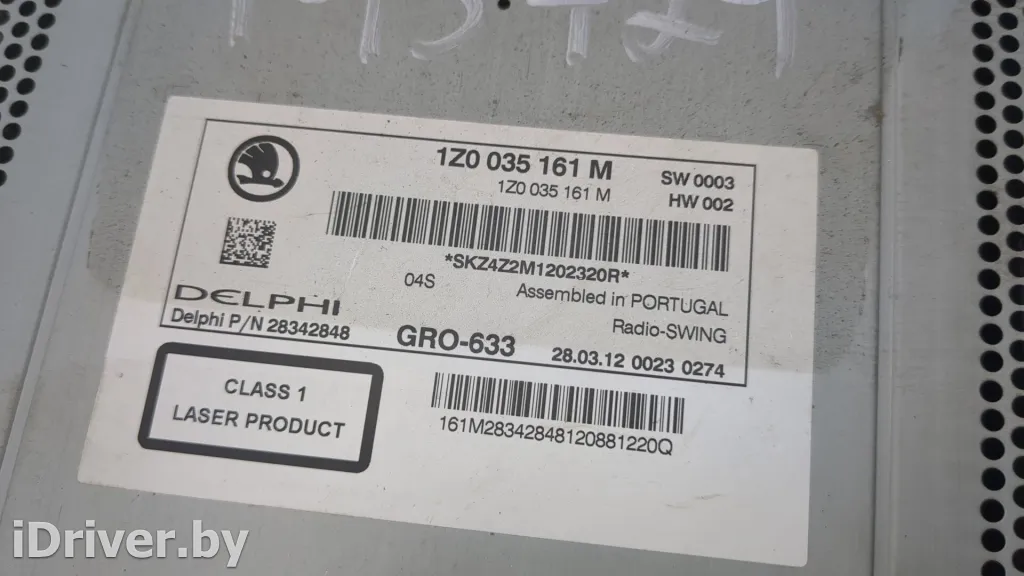 1Z0 035 161 M
SW 0003
1Z0 035 161 M
HW 002
*SKZ4Z2M1202320R*
04S
Assembled in PORTUGAL
DELPHI
Radio-SWING
Delphi P/N 28342848
GRO-633
28.03.12 0023 0274
CLASS 1
LASER PRODUCT
161M28342848120881220Q
iDriver.by